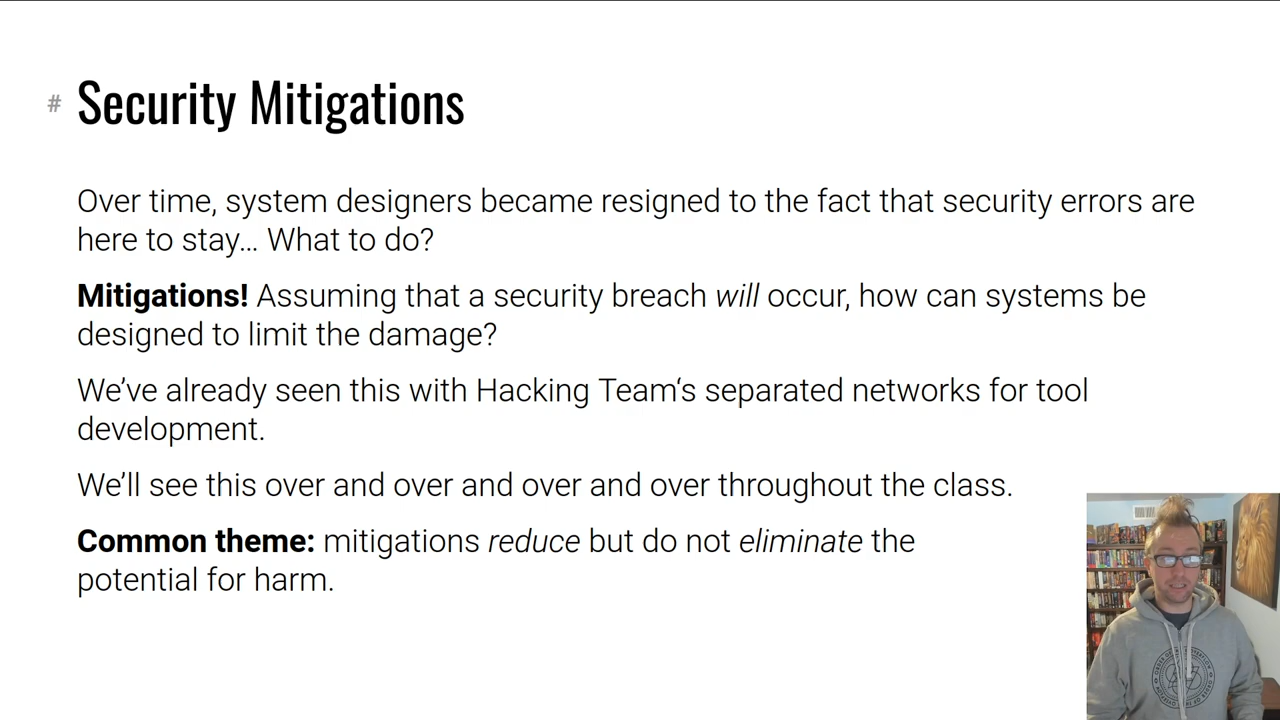 # Security Mitigations
Over time, system designers became resigned to the fact that security errors are
here to stay... What to do?
Mitigations! Assuming that a security breach will occur, how can systems be
designed to limit the damage?
We've already seen this with Hacking Team‘s separated networks for tool
development.
We'll see this over and over and over and over throughout the class.
Common theme: mitigations reduce but do not eliminate the
potential for harm.